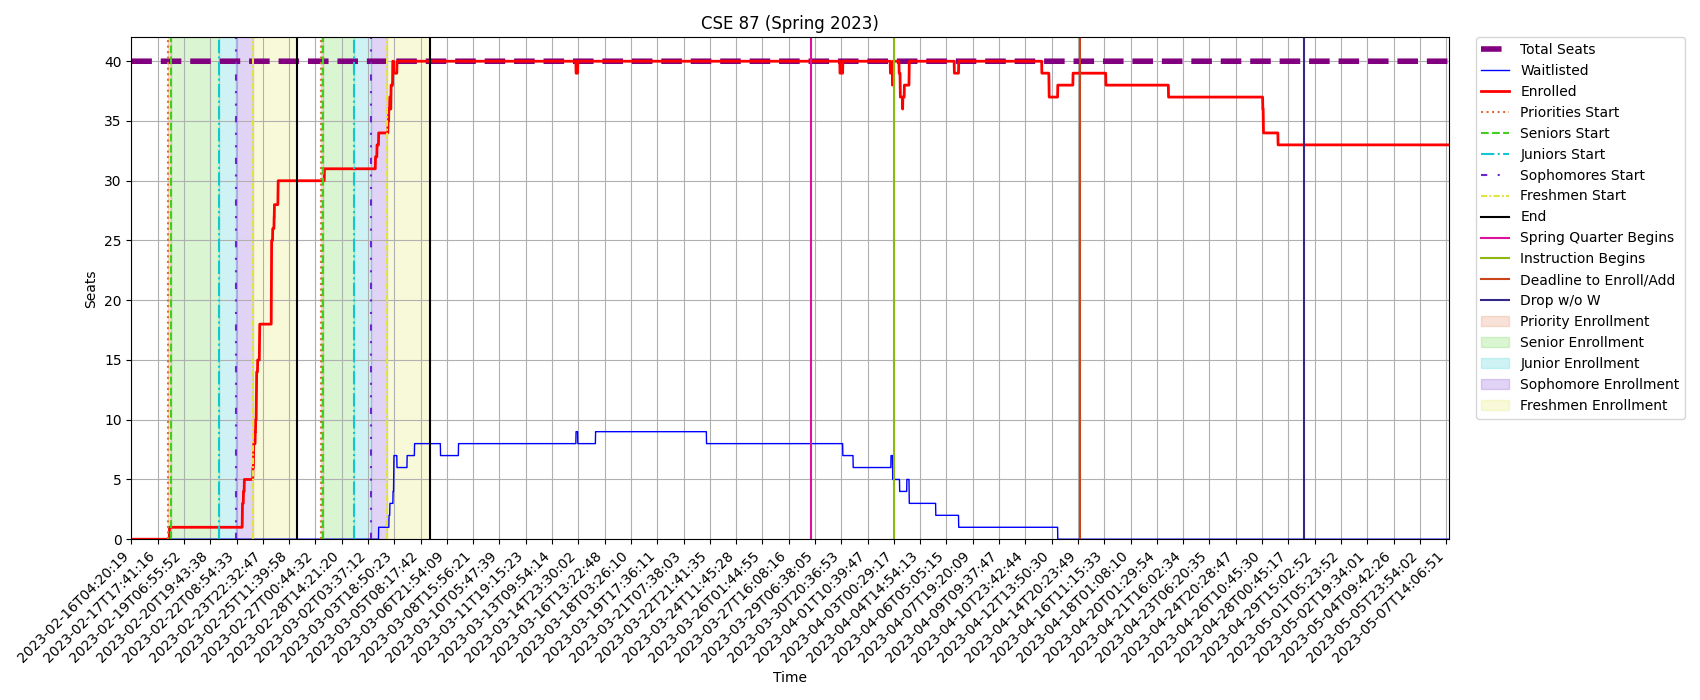 CSE 87 (Spring 2023)
Seats
40
35
30
25
20
15
10
5
0
2023-02-16T04:20:19
2023-02-17T17:41:16
2023-02-19T06:55:52
2023-02-20T19:43:38
2023-02-22T08:54:33
2023-02-23T22:32:47
2023-02-25T11:39:58
2023-02-27T00:44:32
2023-02-28T14:21:20
2023-03-02T03:37:12
2023-03-03T18:50:23
2023-03-05T08:17:42
2023-03-06T21:54:09
2023-03-08T15:56:21
2023-03-10T05:47:39
2023-03-11T19:15:23
2023-03-13T09:54:14
2023-03-14T23:30:02
2023-03-16T13:22:48
2023-03-18T03:26:10
2023-03-19T17:36:11
2023-03-21T07:38:03
2023-03-22T21:41:35
2023-03-24T11:45:28
2023-03-26T01:44:55
2023-03-27T16:08:16
2023-03-29T06:38:05
2023-03-30T20:36:53
2023-04-01T10:39:47
2023-04-03T00:29:17
2023-04-04T14:54:13
2023-04-06T05:05:15
2023-04-07T19:20:09
2023-04-09T09:37:47
2023-04-10T23:42:44
2023-04-12T13:50:30
2023-04-14T20:23:49
2023-04-16T11:15:33
2023-04-18T01:08:10
2023-04-20T01:29:54
2023-04-21T16:02:34
2023-04-23T06:20:35
2023-04-24T20:28:47
2023-04-26T10:45:30
2023-04-28T00:45:17
2023-04-29T15:02:52
2023-05-01T05:23:52
2023-05-02T19:34:01
2023-05-04T09:42:26
2023-05-05T23:54:02
2023-05-07T14:06:51
Time
Total Seats
Waitlisted
Enrolled
Priorities Start
Seniors Start
Juniors Start
Sophomores Start
Freshmen Start
End
Spring Quarter Begins
Instruction Begins
Deadline to Enroll/Add
Drop w/o W
Priority Enrollment
Senior Enrollment
Junior Enrollment
Sophomore Enrollment
Freshmen Enrollment